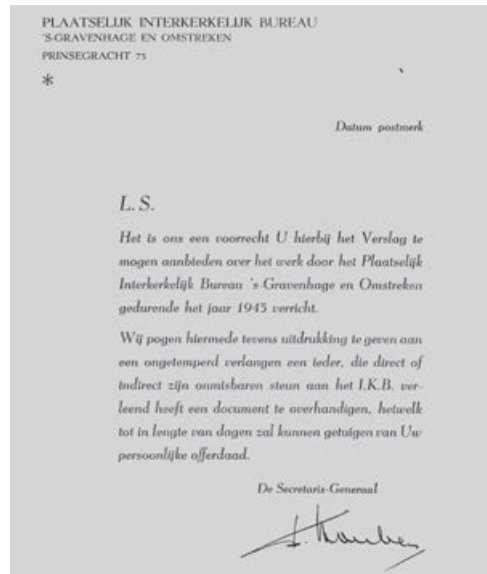 PLAATSELIJK INTERKERKELIJK BUREAU
'S-GRAVENHAGE EN OMSTREKEN
PRINSEGRACHT 75
*
Datum postmerk
L. S.
Het is ons een voorrecht U hierbij het Verslag te
mogen aanbieden over het werk door het Plaatselijk
Interkerkelijk Bureau 's-Gravenhage en Omstreken
gedurende het jaar 1945 verricht.
Wij pogen hiermede tevens uitdrukking te geven aan
een ongetemperd verlangen een ieder, die direct of
indirect zijn onmisbaren steun aan het I.K.B. ver-
leend heeft een document te overhandigen, hetwelk
tot in lengte van dagen zal kunnen getuigen van Uw
persoonlijke offerdaad.
De Secretaris-Generaal